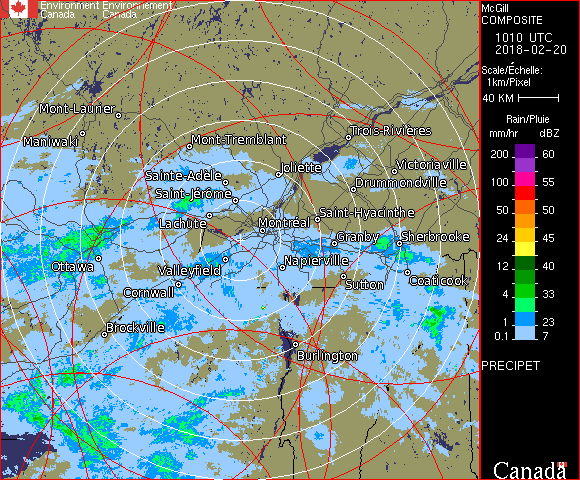 Environment Environnement
Canada Canada
McGill
COMPOSITE
1010 UTC
2018-02-20
Scale/Échelle:
1km/Pixel
40 KM
Rain/Pluie
mm/hr dBZ
200 60
100 55
50 50
24 45
12 40
4 33
1 23
0.1 7
PRECIPET
Canada
Mont-Laurier
Maniwaki
Mont-Tremblant
Trois-Rivières
Sainte-Adèle
Joliette
Victoriaville
Saint-Jérôme
Drummondville
Lachute
Saint-Hyacinthe
Montréal
Granby
Sherbrooke
Ottawa
Valleyfield
Napierville
Cornwall
Sutton
Coaticook
Brockville
Burlington